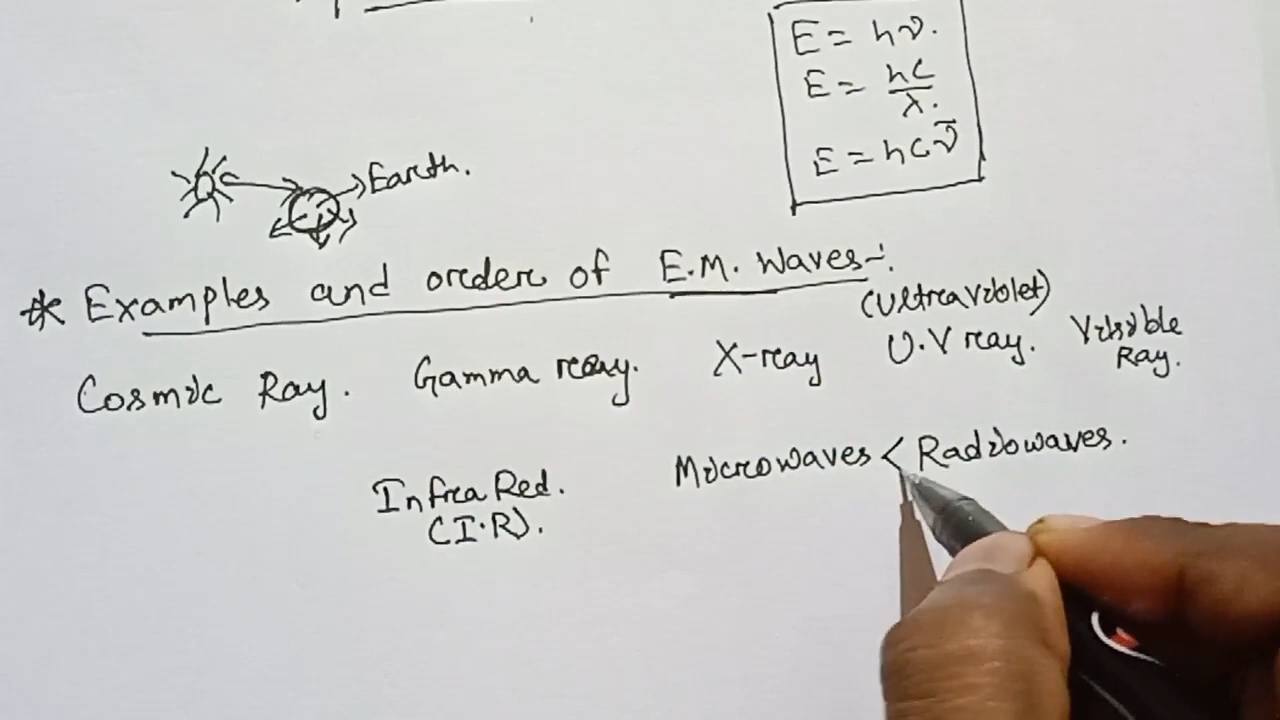 E = hν.
E = hc/λ.
E = hcν̄
Earth.
* Examples and order of E.M. Waves:-
(Ultraviolet)
Cosmic Ray. Gamma ray. X-ray U.V ray. Visible Ray.
Infra Red. Microwaves < Radiowaves.
(I.R).